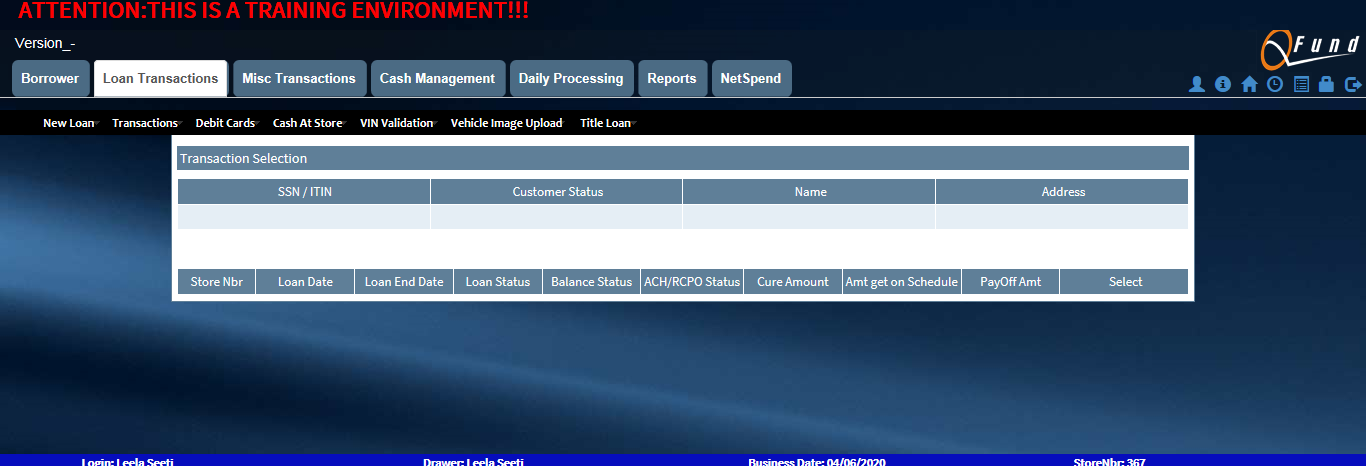 ATTENTION:THIS IS A TRAINING ENVIRONMENT!!!
Version_-
QFund
Borrower Loan Transactions Misc Transactions Cash Management Daily Processing Reports NetSpend
New Loan Transactions Debit Cards Cash At Store VIN Validation Vehicle Image Upload Title Loan
Transaction Selection
SSN / ITIN Customer Status Name Address
Store Nbr Loan Date Loan End Date Loan Status Balance Status ACH/RCPO Status Cure Amount Amt get on Schedule PayOff Amt Select
Login: Leela Seeti Drawer: Leela Seeti Business Date: 04/06/2020 StoreNbr: 367